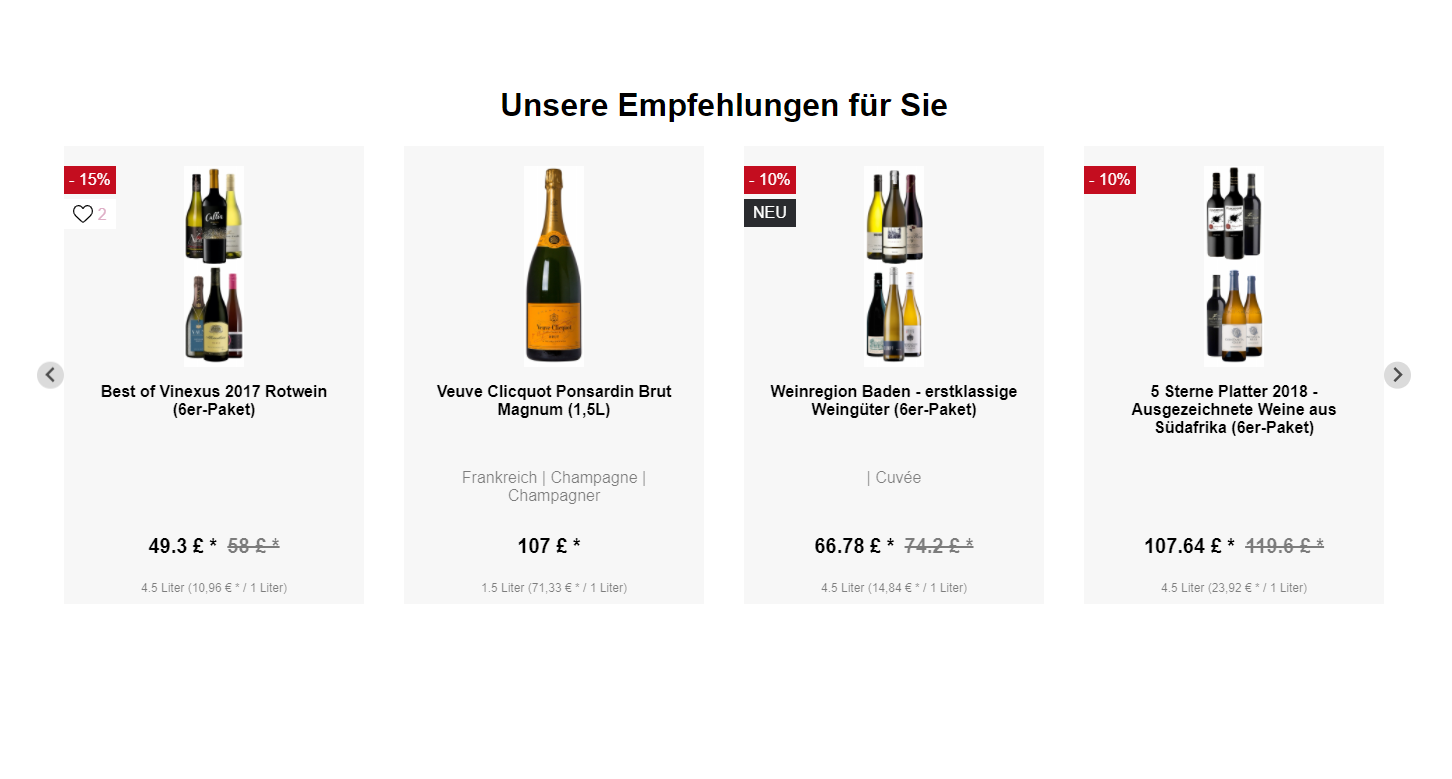 Unsere Empfehlungen für Sie
- 15%
2
Best of Vinexus 2017 Rotwein
(6er-Paket)
49.3 £ * 58 £ *
4.5 Liter (10,96 € * / 1 Liter)
Veuve Clicquot
BRUT
Veuve Clicquot Ponsardin Brut
Magnum (1,5L)
Frankreich | Champagne |
Champagner
107 £ *
1.5 Liter (71,33 € * / 1 Liter)
- 10%
NEU
Weinregion Baden - erstklassige
Weingüter (6er-Paket)
| Cuvée
66.78 £ * 74.2 £ *
4.5 Liter (14,84 € * / 1 Liter)
- 10%
5 Sterne Platter 2018 -
Ausgezeichnete Weine aus
Südafrika (6er-Paket)
107.64 £ * 119.6 £ *
4.5 Liter (23,92 € * / 1 Liter)